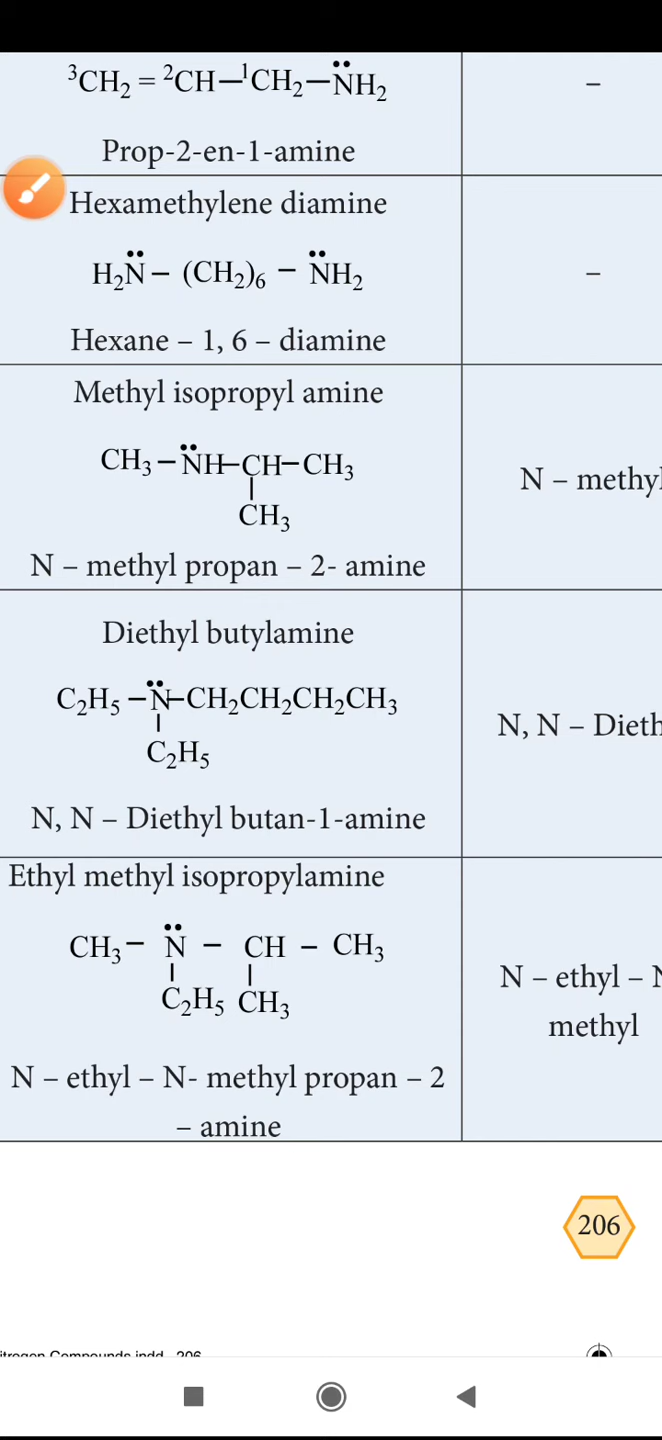 ³CH₂ = ²CH–¹CH₂–N̈H₂ –
Prop-2-en-1-amine
Hexamethylene diamine
H₂N̈ – (CH₂)₆ – N̈H₂ –
Hexane – 1, 6 – diamine
Methyl isopropyl amine
CH₃ – N̈H–CH–CH₃ N – methyl
CH₃
N – methyl propan – 2- amine
Diethyl butylamine
C₂H₅ – N̈–CH₂CH₂CH₂CH₃ N, N – Dieth
C₂H₅
N, N – Diethyl butan-1-amine
Ethyl methyl isopropylamine
CH₃ – N̈ – CH – CH₃ N – ethyl – N
C₂H₅ CH₃ methyl
N – ethyl – N- methyl propan – 2
– amine
206